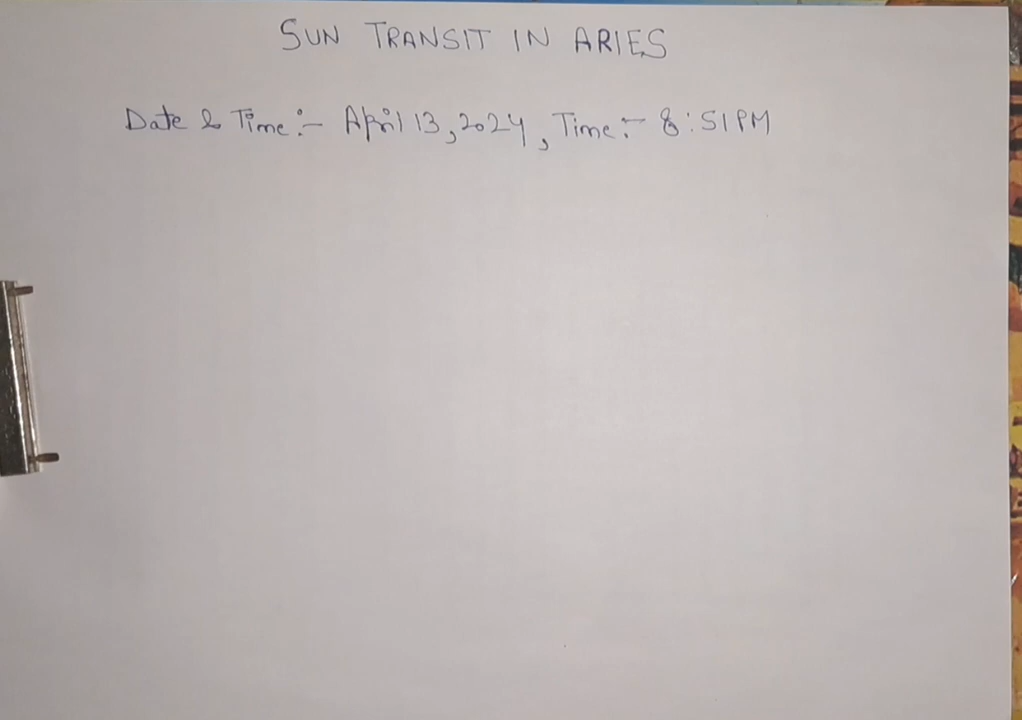 SUN TRANSIT IN ARIES
Date & Time :- April 13, 2024, Time :- 8:51PM